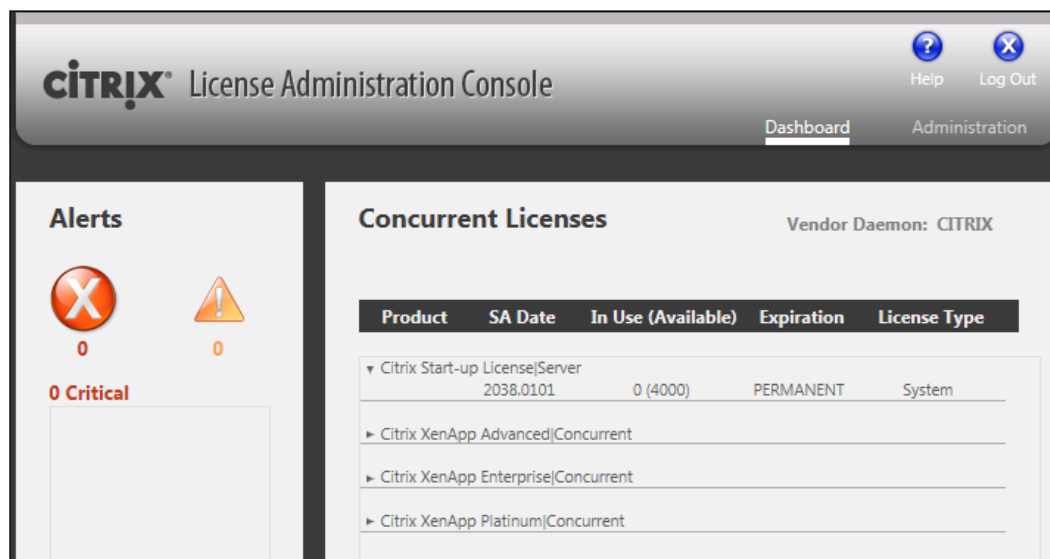 CITRIX® License Administration Console
Help Log Out
Dashboard Administration
Alerts
0 0
0 Critical
Concurrent Licenses
Vendor Daemon: CITRIX
Product SA Date In Use (Available) Expiration License Type
Citrix Start-up License|Server
2038.0101 0 (4000) PERMANENT System
Citrix XenApp Advanced|Concurrent
Citrix XenApp Enterprise|Concurrent
Citrix XenApp Platinum|Concurrent